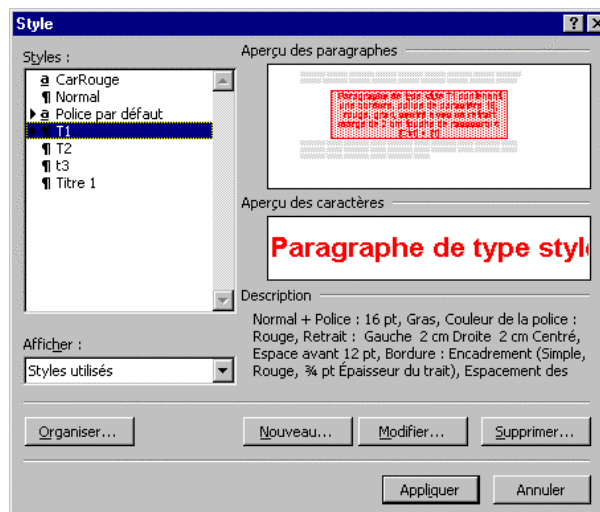 Style
Styles :
a CarRouge
¶ Normal
a Police par défaut
¶ T1
¶ T2
¶ t3
¶ Titre 1
Afficher :
Styles utilisés
Aperçu des paragraphes
Aperçu des caractères
Paragraphe de type style
Description
Normal + Police : 16 pt, Gras, Couleur de la police :
Rouge, Retrait : Gauche 2 cm Droite 2 cm Centré,
Espace avant 12 pt, Bordure : Encadrement (Simple,
Rouge, ¾ pt Épaisseur du trait), Espacement des
Organiser...
Nouveau...
Modifier...
Supprimer...
Appliquer
Annuler